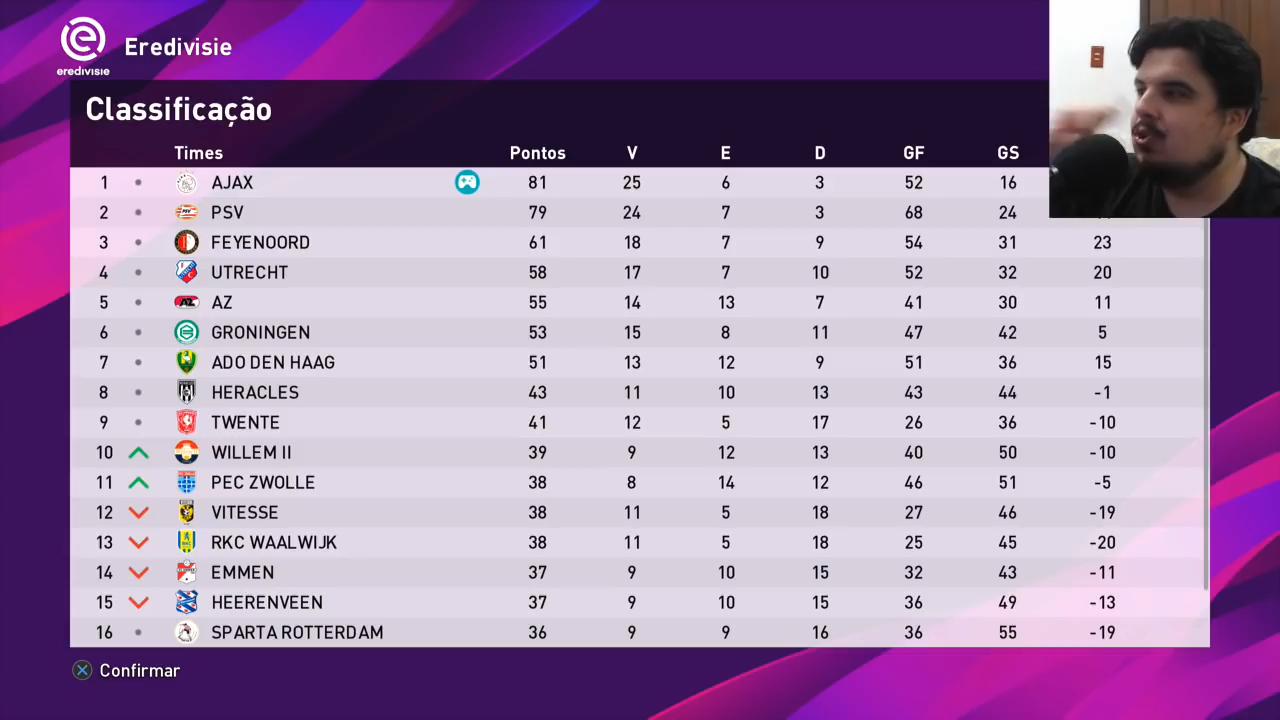 eredivisie
Eredivisie
Classificação
Times Pontos V E D GF GS
1 AJAX 81 25 6 3 52 16
2 PSV 79 24 7 3 68 24
3 FEYENOORD 61 18 7 9 54 31 23
4 UTRECHT 58 17 7 10 52 32 20
5 AZ 55 14 13 7 41 30 11
6 GRONINGEN 53 15 8 11 47 42 5
7 ADO DEN HAAG 51 13 12 9 51 36 15
8 HERACLES 43 11 10 13 43 44 -1
9 TWENTE 41 12 5 17 26 36 -10
10 WILLEM II 39 9 12 13 40 50 -10
11 PEC ZWOLLE 38 8 14 12 46 51 -5
12 VITESSE 38 11 5 18 27 46 -19
13 RKC WAALWIJK 38 11 5 18 25 45 -20
14 EMMEN 37 9 10 15 32 43 -11
15 HEERENVEEN 37 9 10 15 36 49 -13
16 SPARTA ROTTERDAM 36 9 9 16 36 55 -19
Confirmar